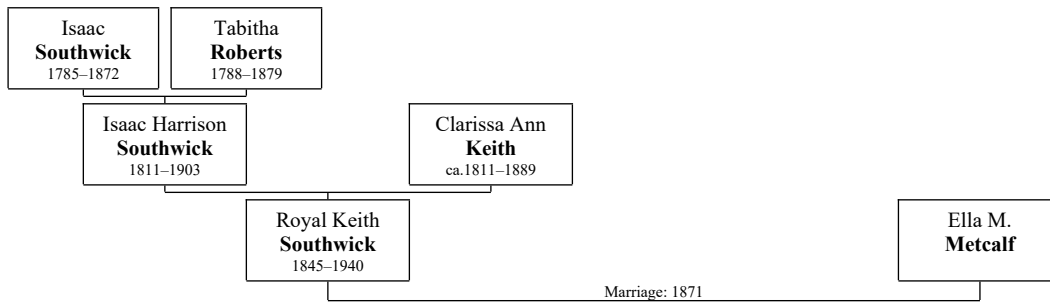 Isaac
Southwick
1785–1872
Tabitha
Roberts
1788–1879
Isaac Harrison
Southwick
1811–1903
Clarissa Ann
Keith
ca.1811–1889
Royal Keith
Southwick
1845–1940
Ella M.
Metcalf
Marriage: 1871